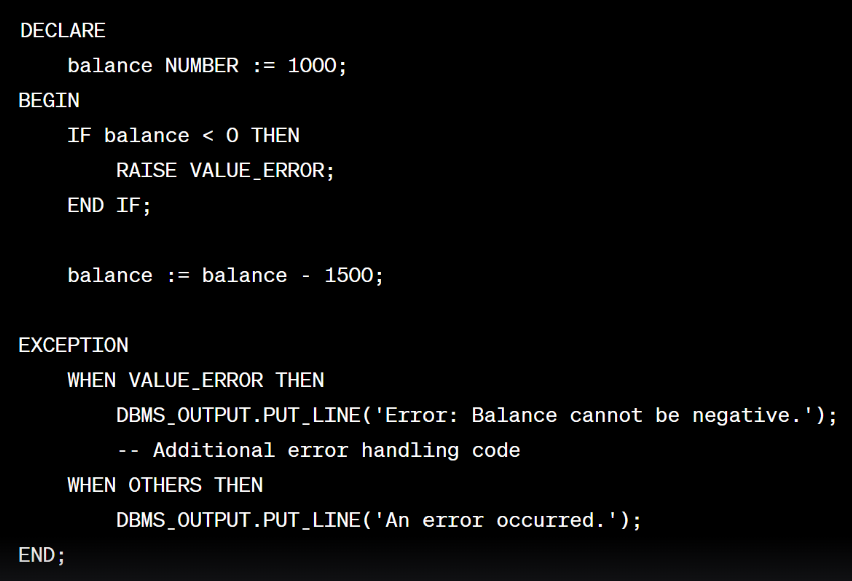 DECLARE
    balance NUMBER := 1000;
BEGIN
    IF balance < 0 THEN
        RAISE VALUE_ERROR;
    END IF;

    balance := balance - 1500;

EXCEPTION
    WHEN VALUE_ERROR THEN
        DBMS_OUTPUT.PUT_LINE('Error: Balance cannot be negative.');
        -- Additional error handling code
    WHEN OTHERS THEN
        DBMS_OUTPUT.PUT_LINE('An error occurred.');
END;